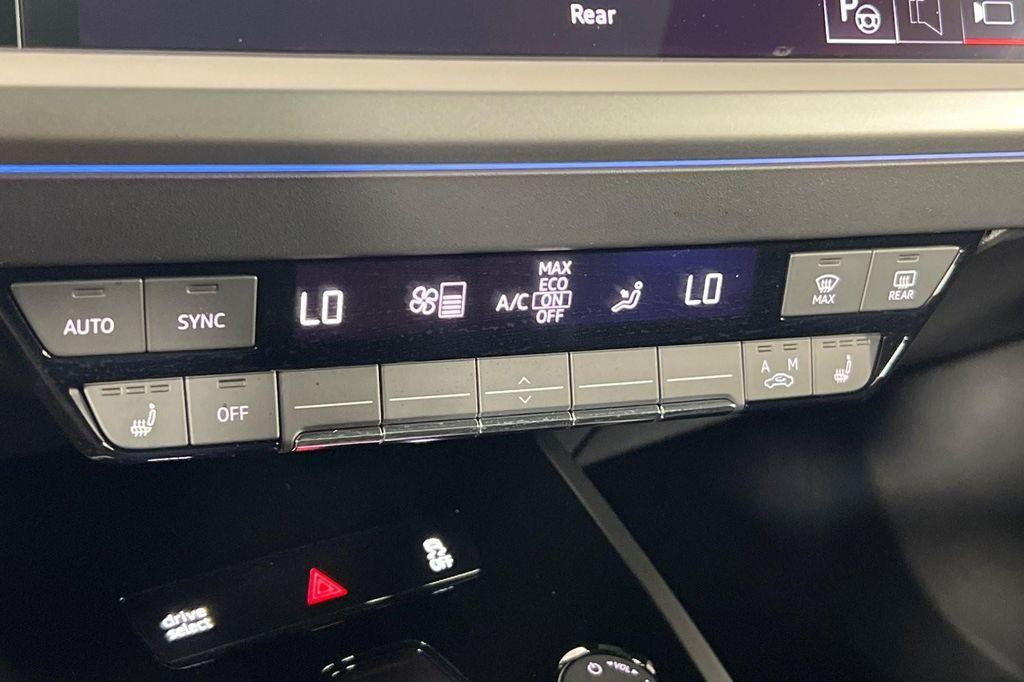 Rear
P
AUTO
SYNC
LO
A/C
MAX
ECO
ON
OFF
LO
MAX
REAR
OFF
A M
drive
select
OFF
VOL